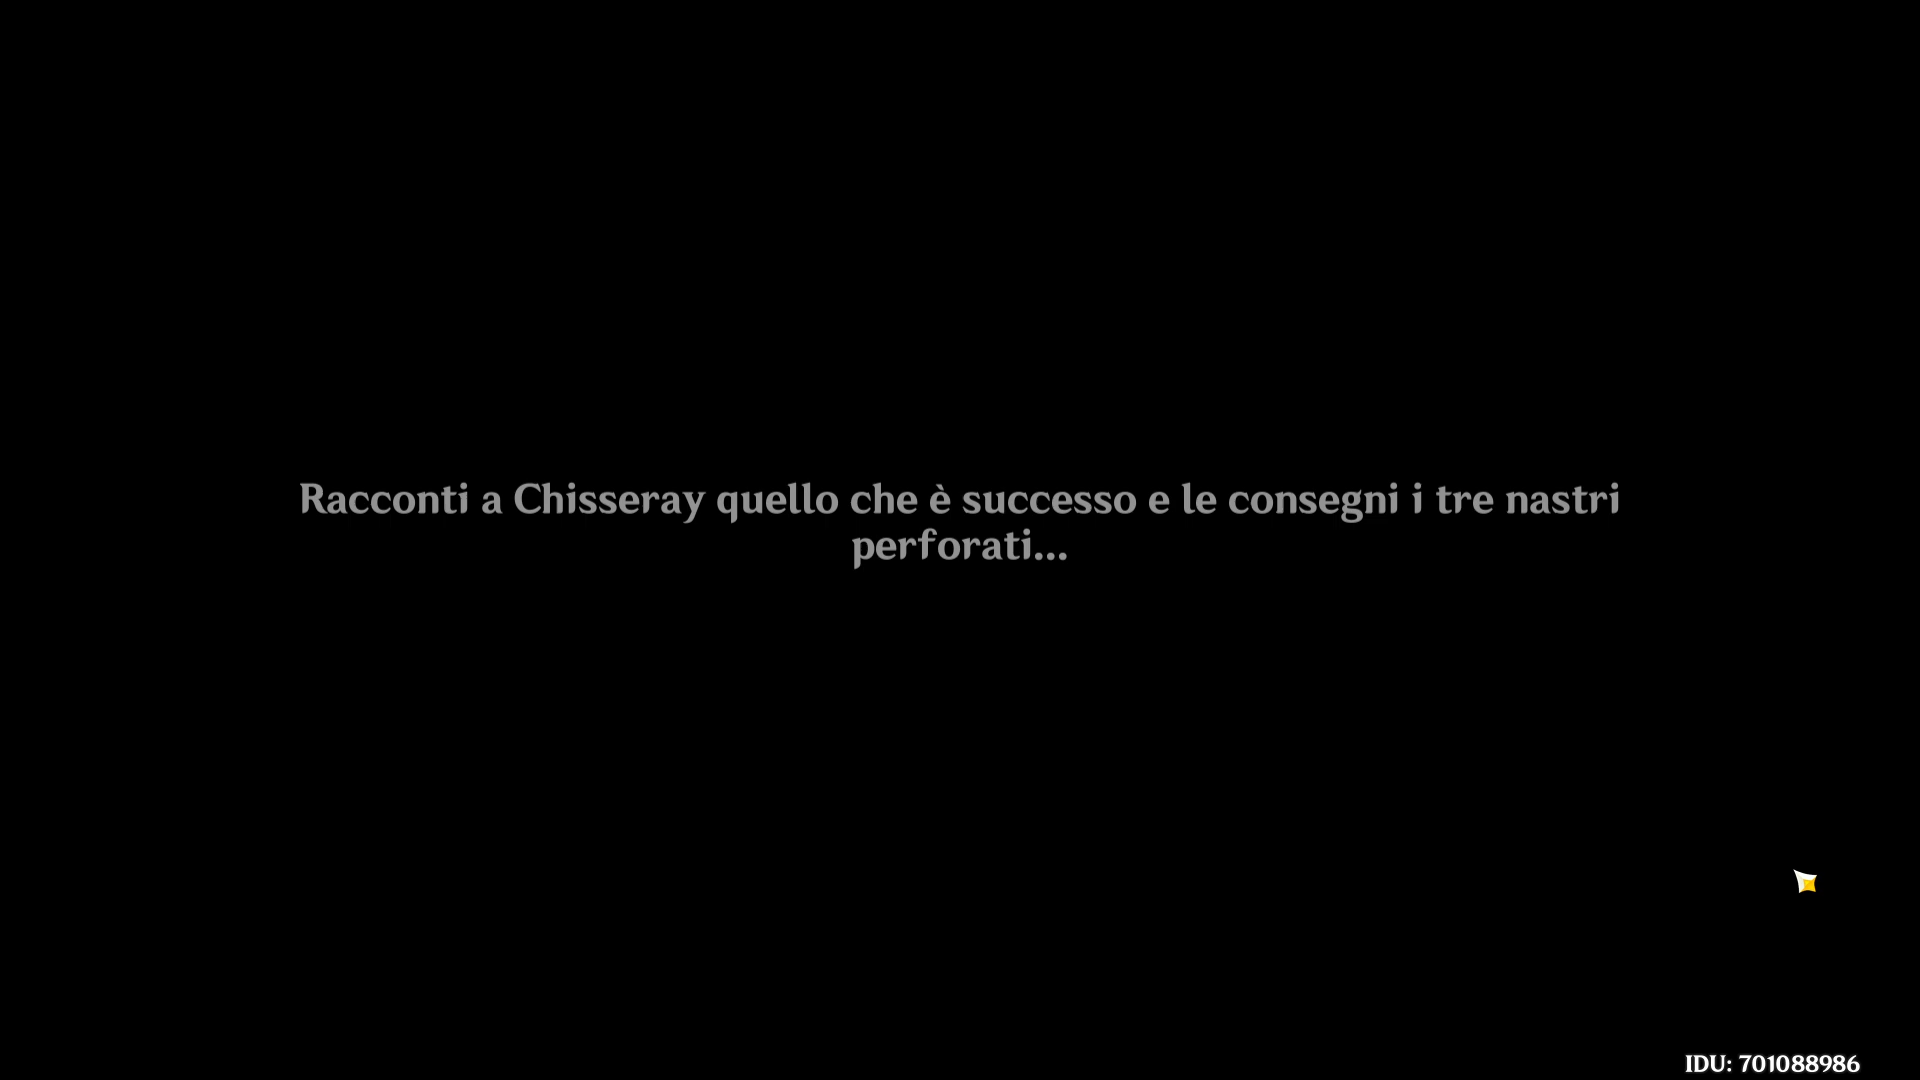 Racconti a Chisseray quello che è successo e le consegni i tre nastri
perforati...
IDU: 701088986